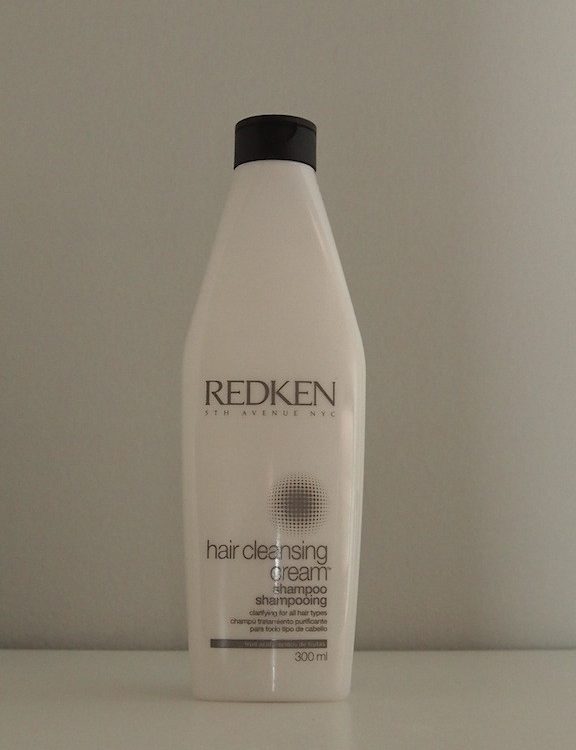 REDKEN
5TH AVENUE NYC
hair cleansing
cream™
shampoo
shampooing
clarifying for all hair types
champú tratamiento purificante
para todo tipo de cabello
300 ml